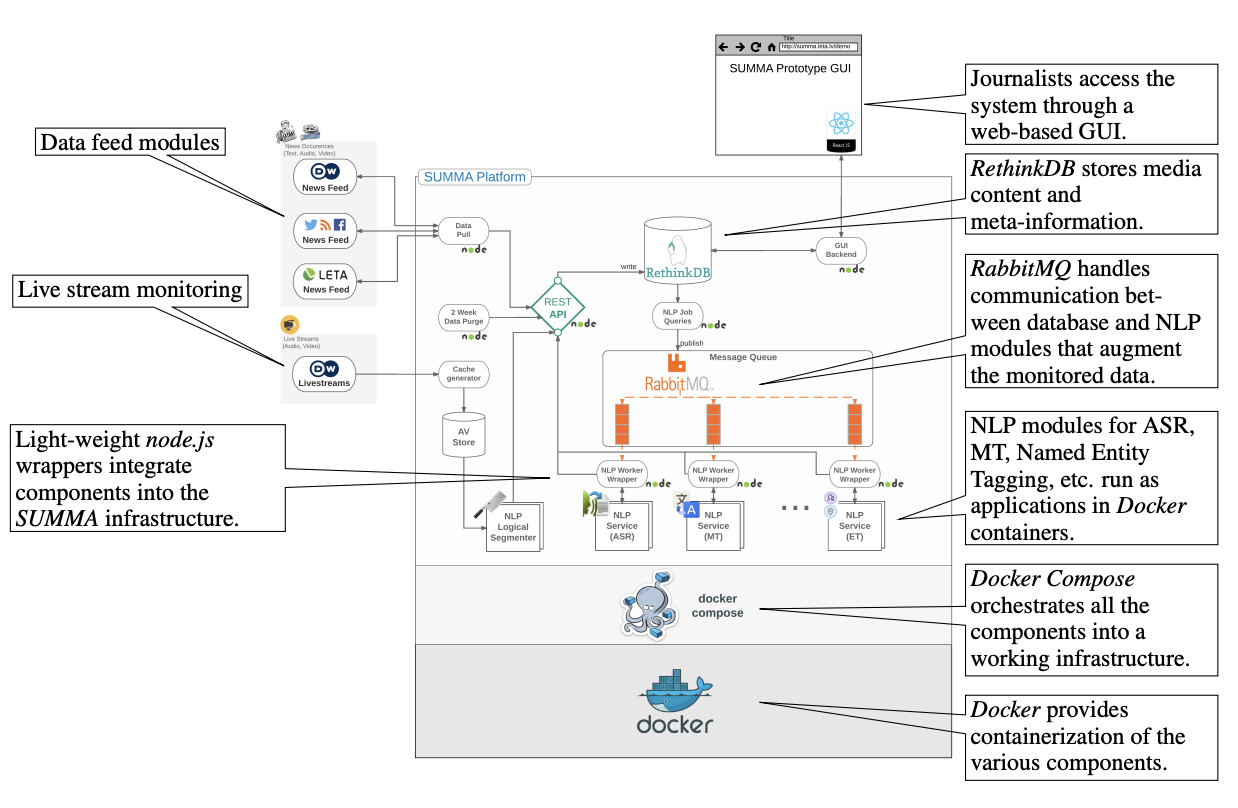 Title
http://summa.leta.lv/demo
SUMMA Prototype GUI
React JS
Journalists access the
system through a
web-based GUI.
Data feed modules
News Occurences
(Text, Audio, Video)
DW
News Feed
News Feed
LETA
News Feed
Live stream monitoring
Live Streams
(Audio, Video)
DW
Livestreams
SUMMA Platform
Data
Pull
node
2 Week
Data Purge
node
Cache
generator
AV
Store
REST
API
node
write
RethinkDB
GUI
Backend
node
RethinkDB stores media
content and
meta-information.
NLP Job
Queries
node
publish
Message Queue
RabbitMQ
RabbitMQ handles
communication bet-
ween database and NLP
modules that augment
the monitored data.
Light-weight node.js
wrappers integrate
components into the
SUMMA infrastructure.
NLP Worker
Wrapper
node
NLP Worker
Wrapper
node
NLP Worker
Wrapper
node
NLP
Logical
Segmenter
NLP
Service
(ASR)
文
A
NLP
Service
(MT)
...
NLP
Service
(ET)
NLP modules for ASR,
MT, Named Entity
Tagging, etc. run as
applications in Docker
containers.
docker
compose
Docker Compose
orchestrates all the
components into a
working infrastructure.
docker
Docker provides
containerization of the
various components.